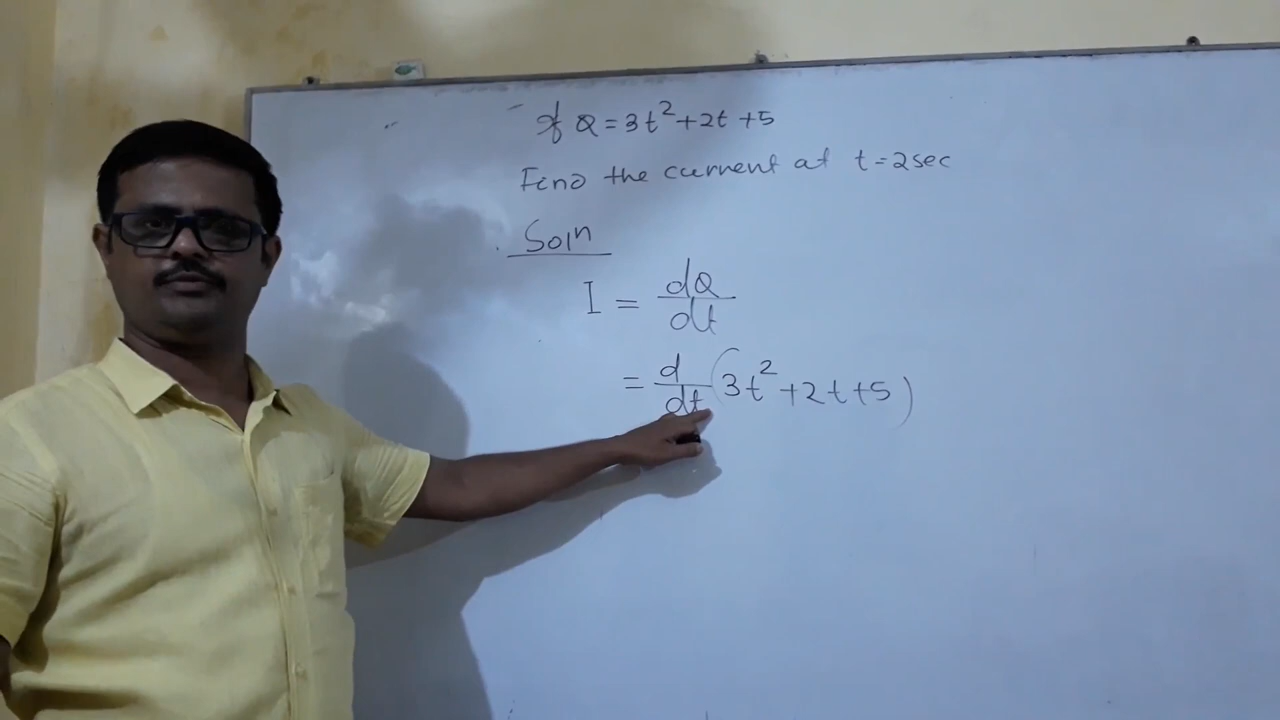 If Q = 3t² + 2t + 5
Find the current at t = 2sec
Solⁿ
I = dQ/dt
= d/dt (3t² + 2t + 5)